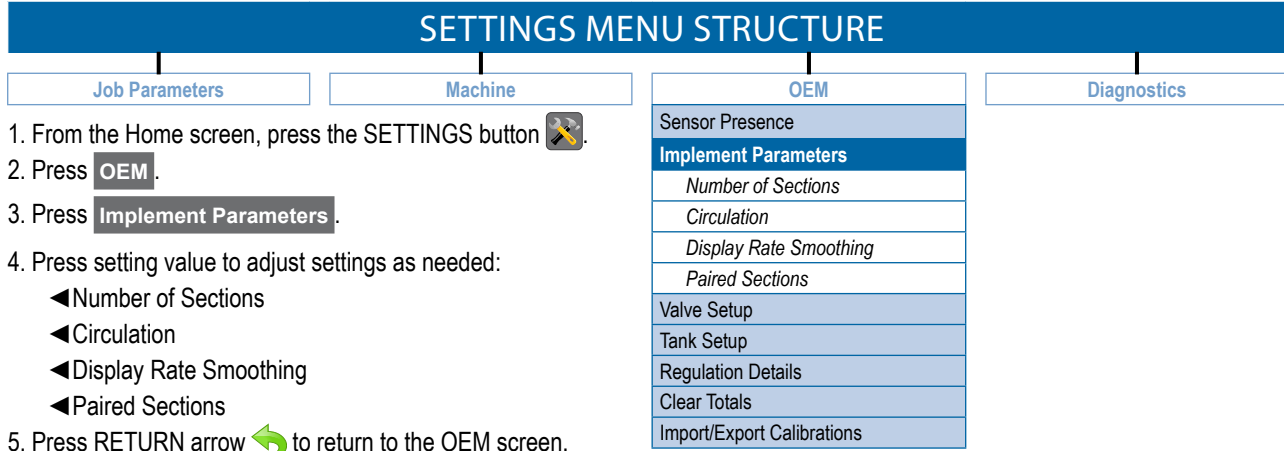 SETTINGS MENU STRUCTURE
Job Parameters
Machine
OEM
Diagnostics
1. From the Home screen, press the SETTINGS button .
2. Press OEM .
3. Press Implement Parameters .
4. Press setting value to adjust settings as needed:
◄Number of Sections
◄Circulation
◄Display Rate Smoothing
◄Paired Sections
5. Press RETURN arrow to return to the OEM screen.
Sensor Presence
Implement Parameters
Number of Sections
Circulation
Display Rate Smoothing
Paired Sections
Valve Setup
Tank Setup
Regulation Details
Clear Totals
Import/Export Calibrations